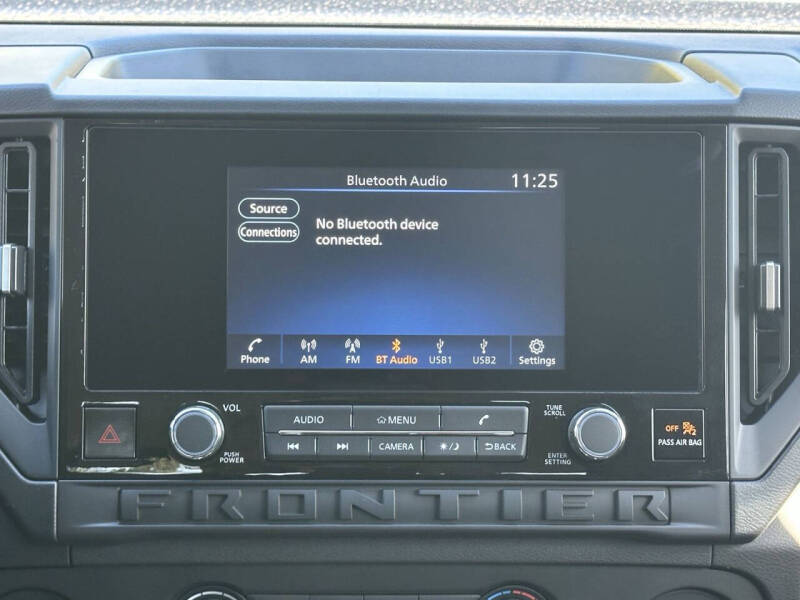 Bluetooth Audio 11:25
Source
Connections
No Bluetooth device
connected.
Phone AM FM BT Audio USB1 USB2 Settings
VOL
PUSH
POWER
AUDIO MENU
CAMERA BACK
TUNE
SCROLL
ENTER
SETTING
OFF
PASS AIR BAG
FRONTIER